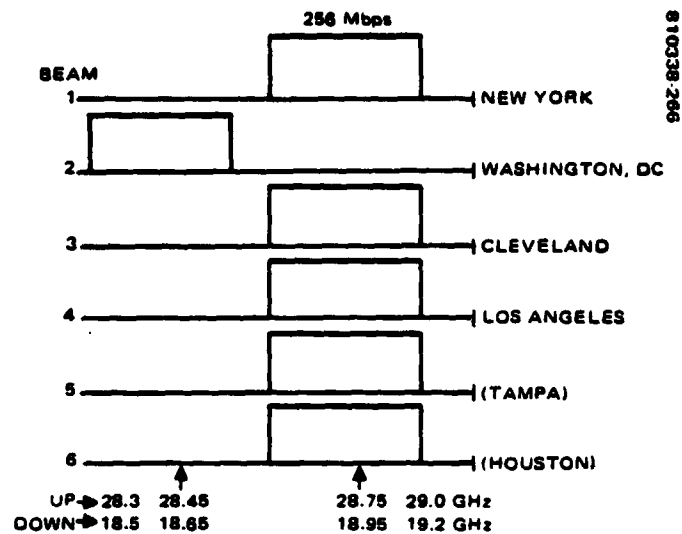 256 Mbps
810338-266
BEAM
1 NEW YORK
2 WASHINGTON, DC
3 CLEVELAND
4 LOS ANGELES
5 (TAMPA)
6 (HOUSTON)
UP 28.3 28.45 28.75 29.0 GHz
DOWN 18.5 18.65 18.95 19.2 GHz